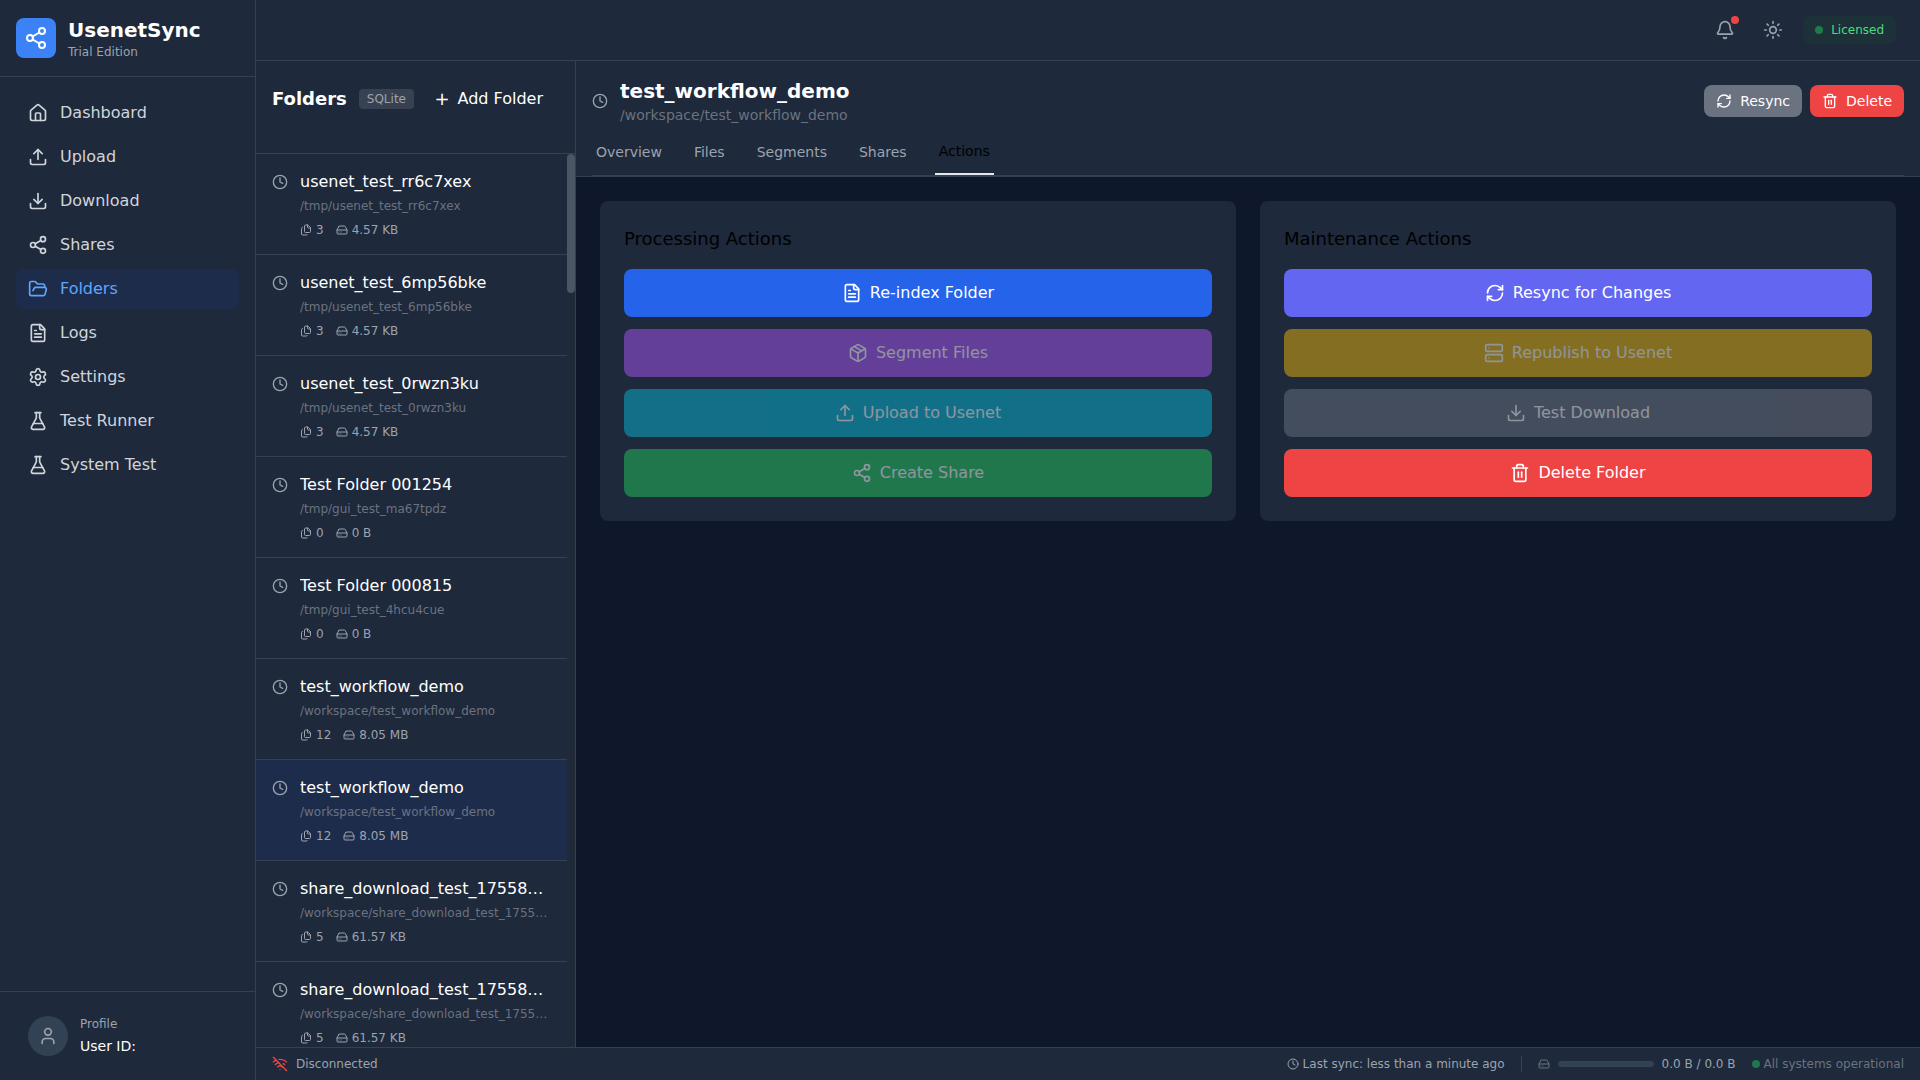 UsenetSync
Trial Edition
Dashboard
Upload
Download
Shares
Folders
Logs
Settings
Test Runner
System Test
Profile
User ID:
Licensed
Folders
SQLite
Add Folder
usenet_test_rr6c7xex
/tmp/usenet_test_rr6c7xex
3 4.57 KB
usenet_test_6mp56bke
/tmp/usenet_test_6mp56bke
3 4.57 KB
usenet_test_0rwzn3ku
/tmp/usenet_test_0rwzn3ku
3 4.57 KB
Test Folder 001254
/tmp/gui_test_ma67tpdz
0 0 B
Test Folder 000815
/tmp/gui_test_4hcu4cue
0 0 B
test_workflow_demo
/workspace/test_workflow_demo
12 8.05 MB
test_workflow_demo
/workspace/test_workflow_demo
12 8.05 MB
share_download_test_17558...
/workspace/share_download_test_1755...
5 61.57 KB
share_download_test_17558...
/workspace/share_download_test_1755...
5 61.57 KB
test_workflow_demo
/workspace/test_workflow_demo
Resync
Delete
Overview Files Segments Shares Actions
Processing Actions
Re-index Folder
Segment Files
Upload to Usenet
Create Share
Maintenance Actions
Resync for Changes
Republish to Usenet
Test Download
Delete Folder
Disconnected
Last sync: less than a minute ago
0.0 B / 0.0 B
All systems operational